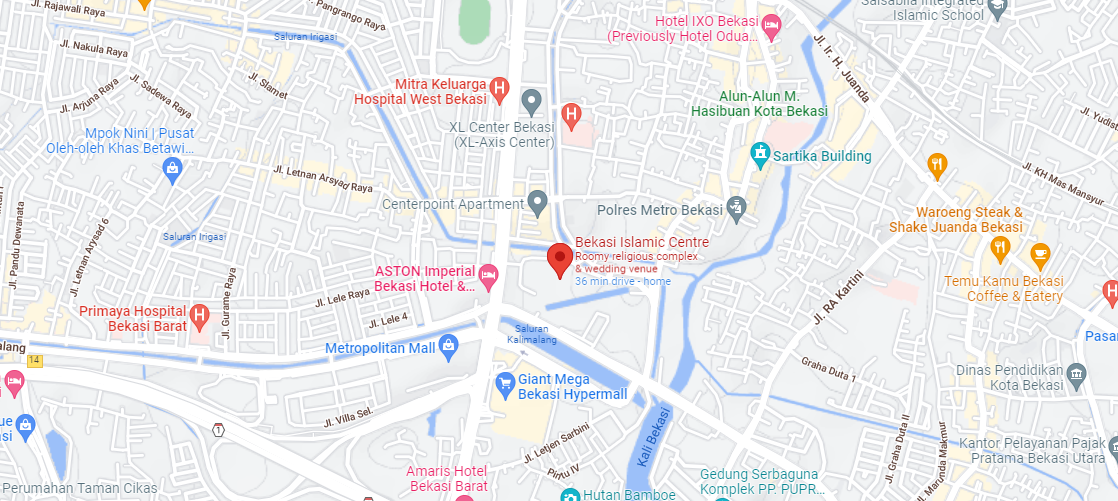 Jl. Rajawali Raya
Jl. Pangrango Raya
Salsabila Integrated
Islamic School
Hotel IXO Bekasi
(Previously Hotel Odua...
Jl. Nakula Raya
Saluran Irigasi
Jl. Ir. H. Juanda
Jl. Slamet
Jl. Sadewa Raya
Jl. Arjuna Raya
Mitra Keluarga
Hospital West Bekasi
H
H
Alun-Alun M.
Hasibuan Kota Bekasi
Jl. Yudist
XL Center Bekasi
(XL-Axis Center)
Mpok Nini | Pusat
Oleh-oleh Khas Betawi...
Sartika Building
Jl. KH Mas Mansyur
Jl. Letnan Arsyad Raya
Centerpoint Apartment
Polres Metro Bekasi
Waroeng Steak &
Shake Juanda Bekasi
Jl. Pandu Dewanata
Jl. Letnan Arysad 6
Saluran Irigasi
Bekasi Islamic Centre
Roomy religious complex
& wedding venue
36 min drive - home
ASTON Imperial
Bekasi Hotel &...
Temu Kamu Bekasi
Coffee & Eatery
H
Jl. RA Kartini
Jl. Gurame Raya
Jl. Lele Raya
Jl. Lele 4
Primaya Hospital
Bekasi Barat
H
Saluran
Kalimalang
Pasar
alang
14
Metropolitan Mall
Graha Duta 1
Dinas Pendidikan
Kota Bekasi
Giant Mega
Bekasi Hypermall
Jl. Villa Sel.
1
Kali Bekasi
Jl. Letjen Sarbini
Jl. Graha Duta II
Jl. Marunda Makmur
Kantor Pelayanan Pajak
Pratama Bekasi Utara
Pirtu IV
Amaris Hotel
Bekasi Barat
Gedung Serbaguna
Komplek PP. PUPR...
Perumahan Taman Cikas
Hutan Bamboe